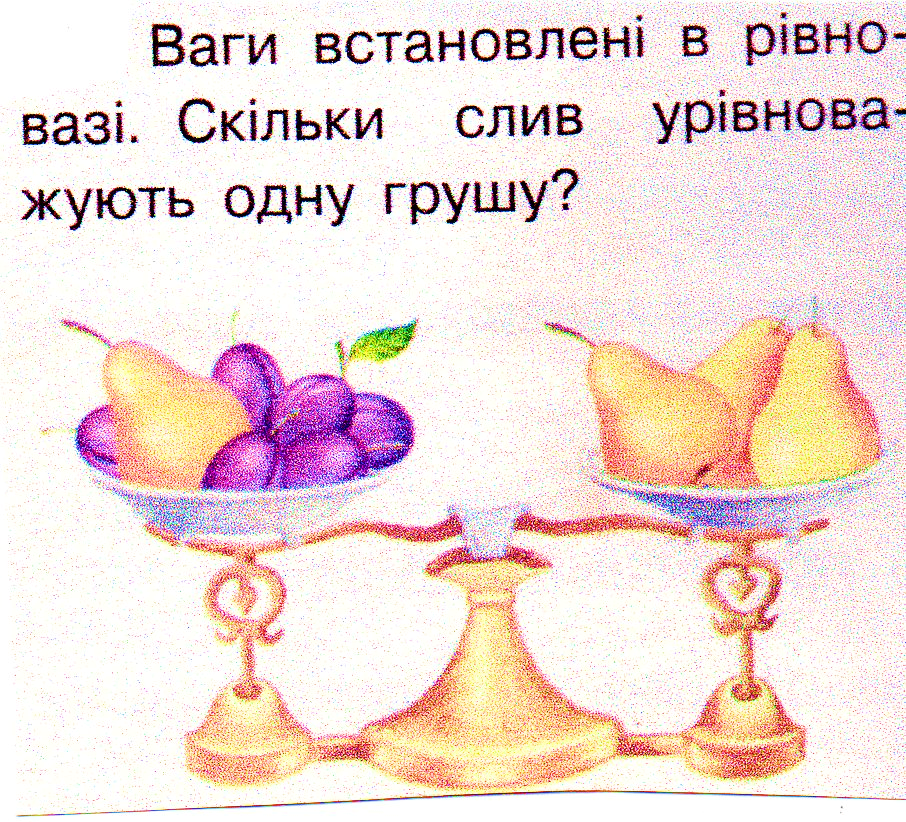 Ваги встановлені в рівно-
вазі. Скільки слив урівнова-
жують одну грушу?